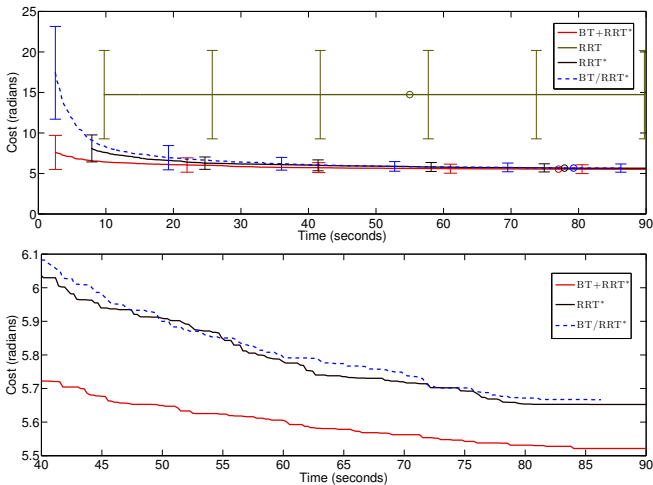 25
20
15
10
5
0
Cost (radians)
BT+RRT*
RRT
RRT*
BT/RRT*
0 10 20 30 40 50 60 70 80 90
Time (seconds)
6.1
6
5.9
5.8
5.7
5.6
5.5
Cost (radians)
BT+RRT*
RRT*
BT/RRT*
40 45 50 55 60 65 70 75 80 85 90
Time (seconds)